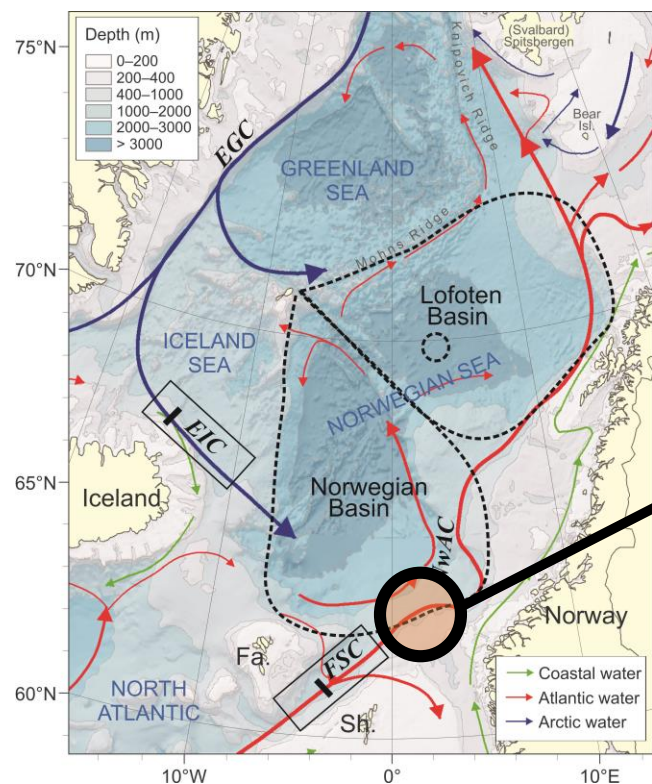 75°N
70°N
65°N
60°N
Depth (m)
0–200
200–400
400–1000
1000–2000
2000–3000
> 3000
(Svalbard)
Spitsbergen
Knipovich Ridge
Bear
Isl.
EGC
GREENLAND
SEA
Mohns Ridge
Lofoten
Basin
ICELAND
SEA
NORWEGIAN SEA
EIC
Iceland
Norwegian
Basin
wAC
Norway
Fa.
FSC
Sh.
NORTH
ATLANTIC
Coastal water
Atlantic water
Arctic water
10°W
0°
10°E